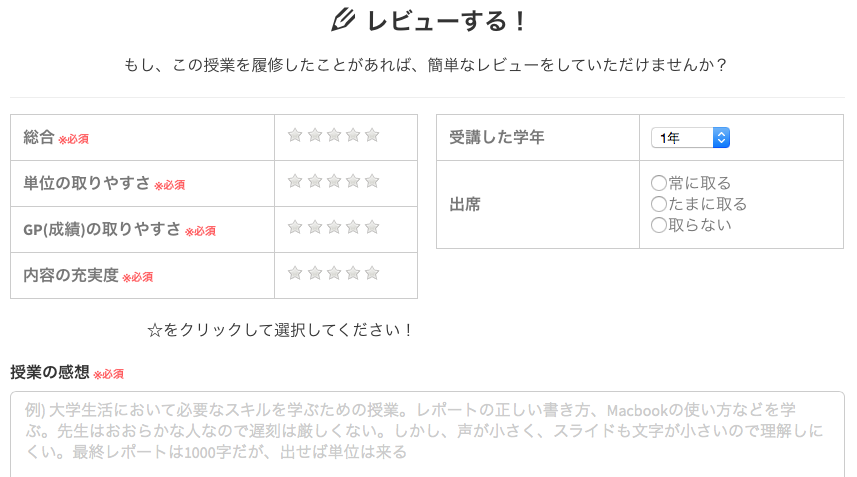 レビューする！
もし、この授業を履修したことがあれば、簡単なレビューをしていただけませんか？
総合 ※必須
単位の取りやすさ ※必須
GP(成績)の取りやすさ ※必須
内容の充実度 ※必須
受講した学年 1年
出席
常に取る
たまに取る
取らない
☆をクリックして選択してください！
授業の感想 ※必須
例) 大学生活において必要なスキルを学ぶための授業。レポートの正しい書き方、Macbookの使い方などを学
ぶ。先生はおおらかな人なので遅刻は厳しくない。しかし、声が小さく、スライドも文字が小さいので理解しに
くい。最終レポートは1000字だが、出せば単位は来る